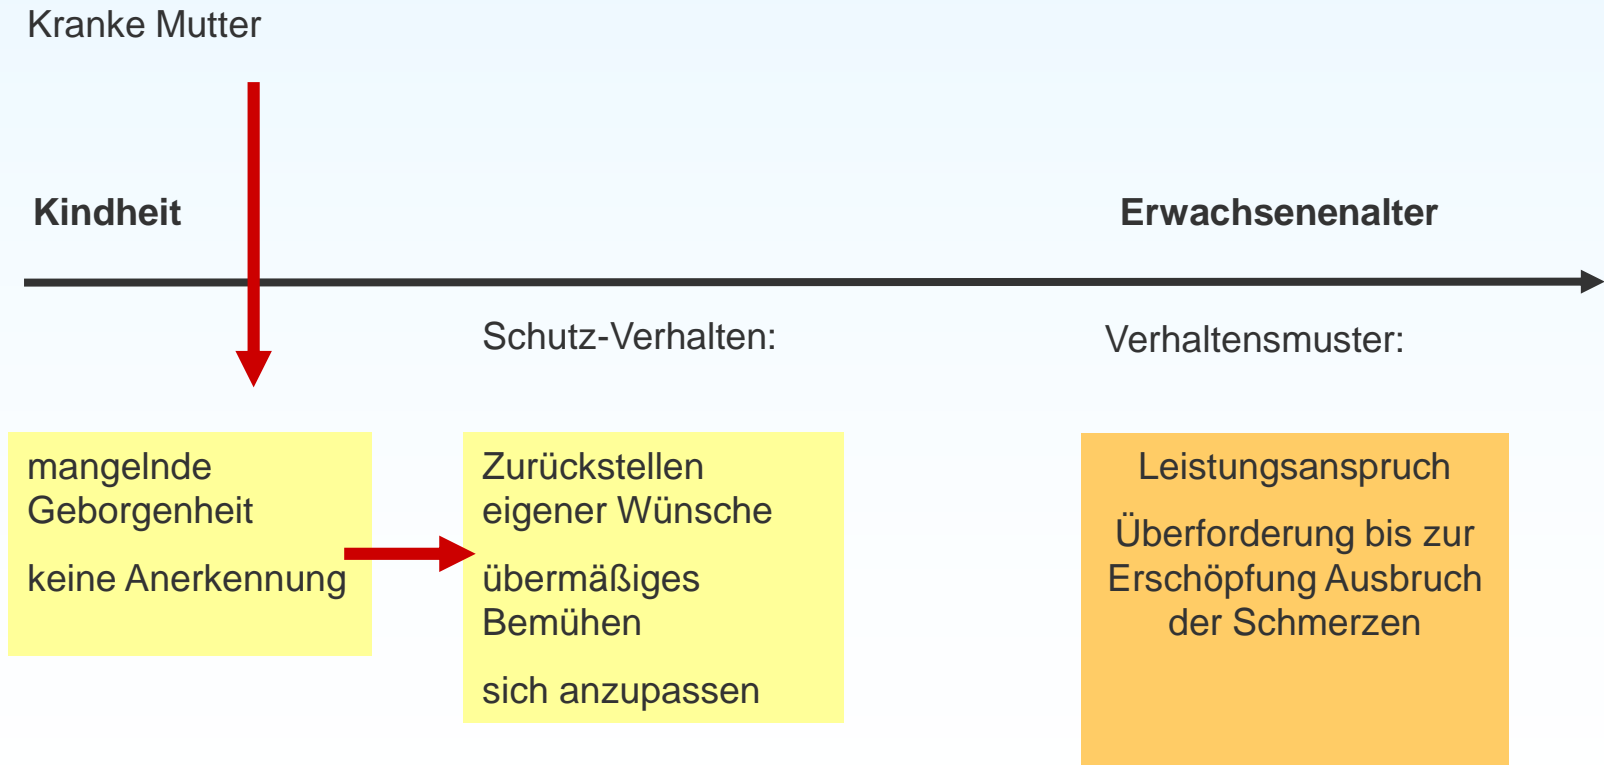 Kranke Mutter
Kindheit
Erwachsenenalter
Schutz-Verhalten:
Verhaltensmuster:
mangelnde
Geborgenheit
keine Anerkennung
Zurückstellen
eigener Wünsche
übermäßiges
Bemühen
sich anzupassen
Leistungsanspruch
Überforderung bis zur
Erschöpfung Ausbruch
der Schmerzen